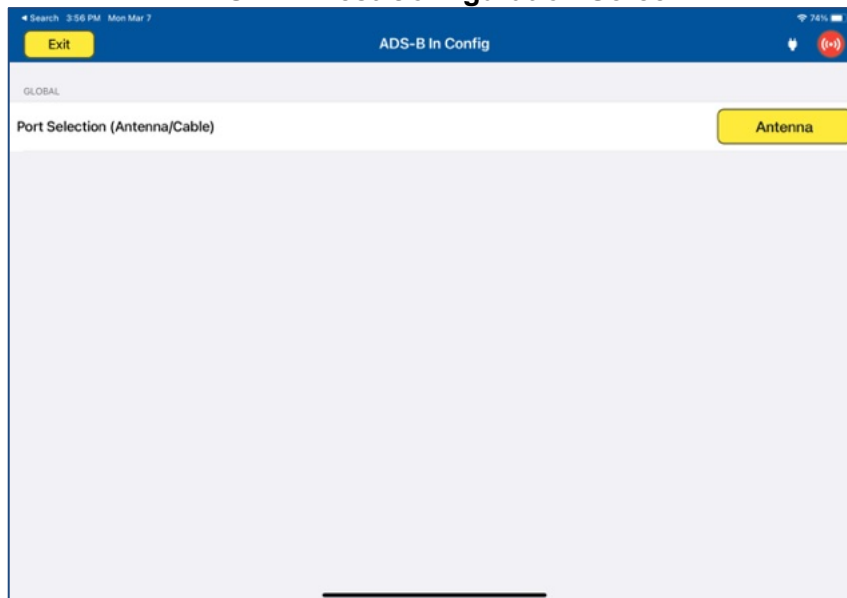 ◀ Search 3:56 PM Mon Mar 7 74%
Exit ADS-B In Config
GLOBAL
Port Selection (Antenna/Cable) Antenna